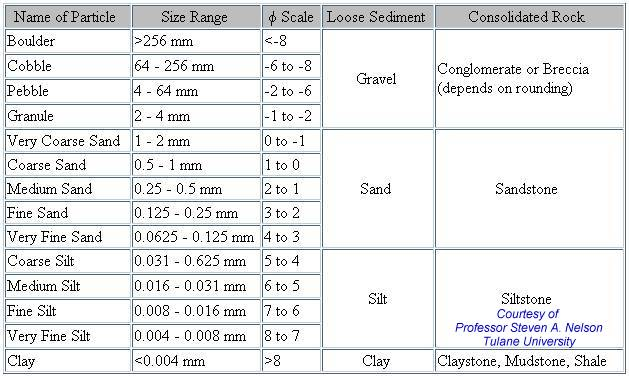 Name of Particle Size Range ϕ Scale Loose Sediment Consolidated Rock
Boulder >256 mm <-8
Cobble 64 - 256 mm -6 to -8
Pebble 4 - 64 mm -2 to -6
Granule 2 - 4 mm -1 to -2
Gravel
Conglomerate or Breccia
(depends on rounding)
Very Coarse Sand 1 - 2 mm 0 to -1
Coarse Sand 0.5 - 1 mm 1 to 0
Medium Sand 0.25 - 0.5 mm 2 to 1
Fine Sand 0.125 - 0.25 mm 3 to 2
Very Fine Sand 0.0625 - 0.125 mm 4 to 3
Sand
Sandstone
Coarse Silt 0.031 - 0.625 mm 5 to 4
Medium Silt 0.016 - 0.031 mm 6 to 5
Fine Silt 0.008 - 0.016 mm 7 to 6
Very Fine Silt 0.004 - 0.008 mm 8 to 7
Silt
Siltstone
Courtesy of
Professor Steven A. Nelson
Tulane University
Clay <0.004 mm >8 Clay Claystone, Mudstone, Shale